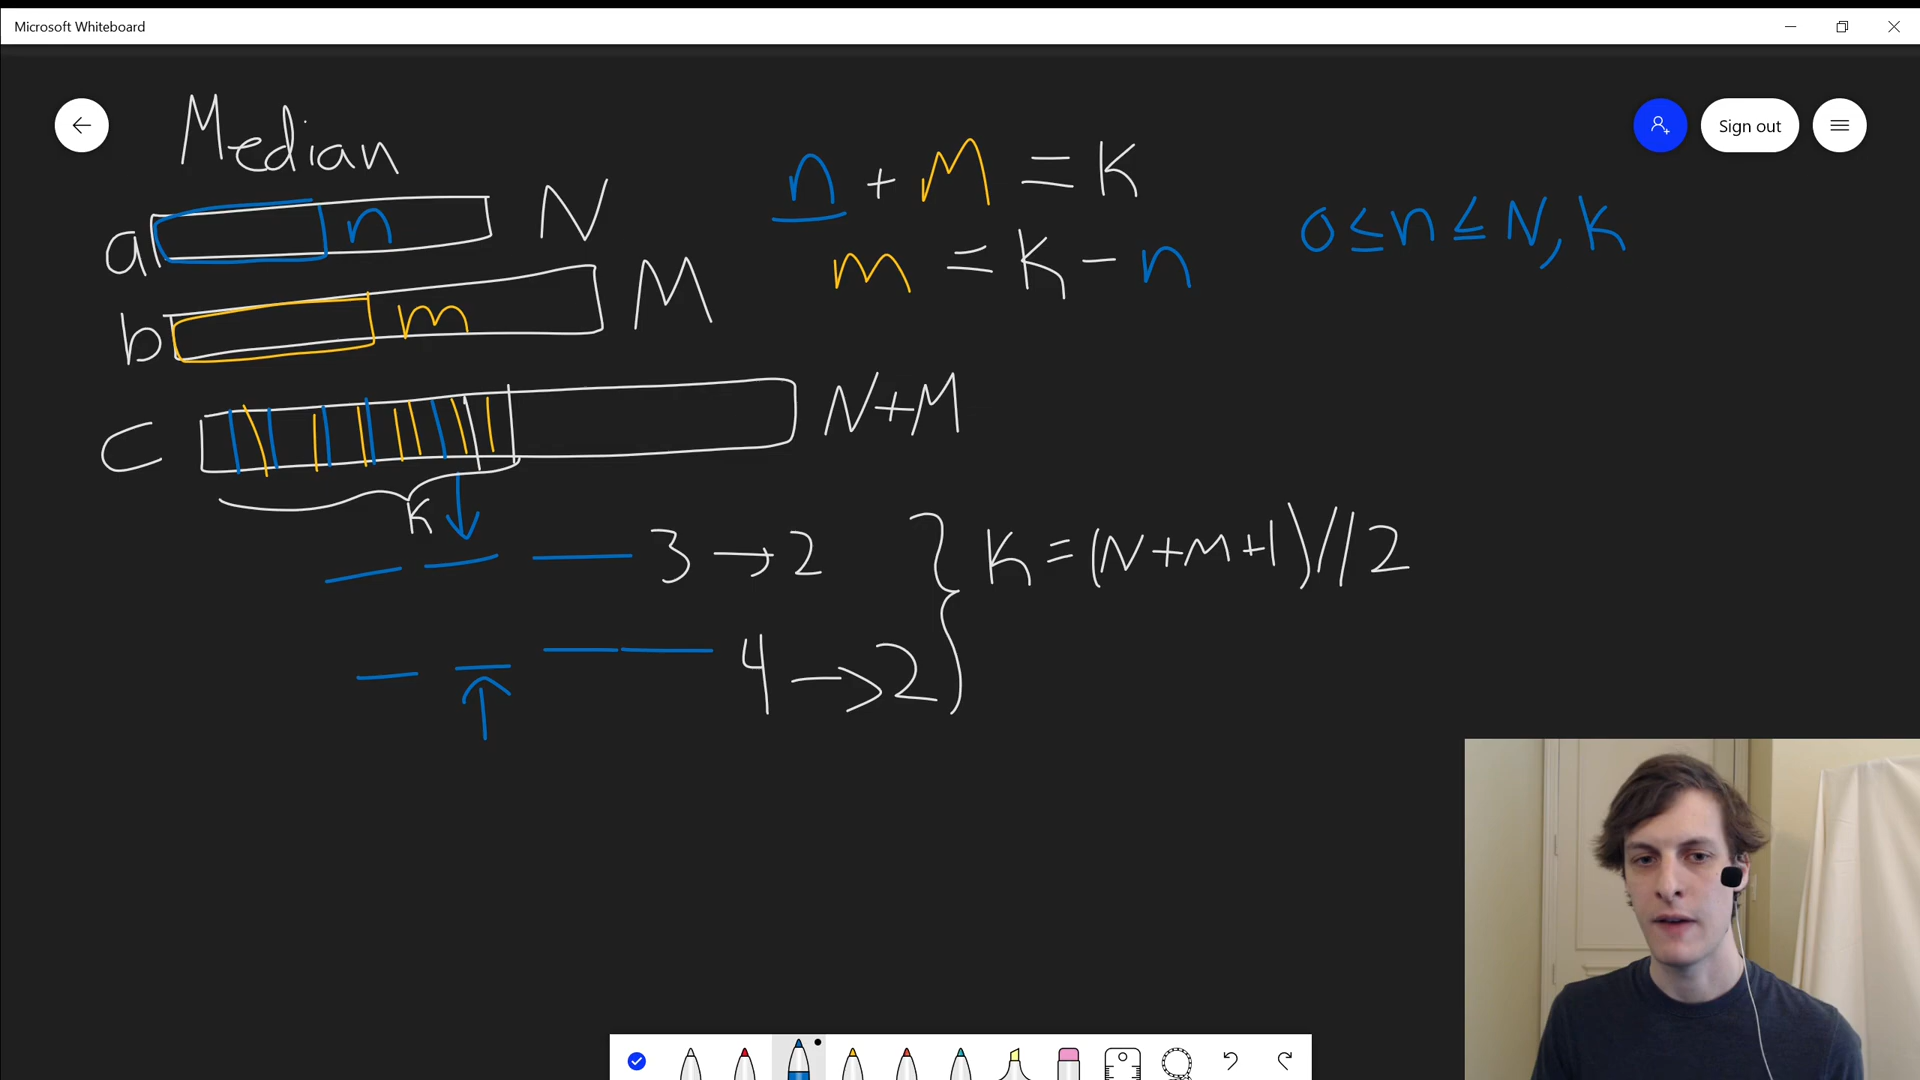 Microsoft Whiteboard
Sign out
Median
a n N
b m M
c N+M
K
n + M = K
m = K - n
0 ≤ n ≤ N, K
3 → 2
4 → 2
K = (N+M+1)//2